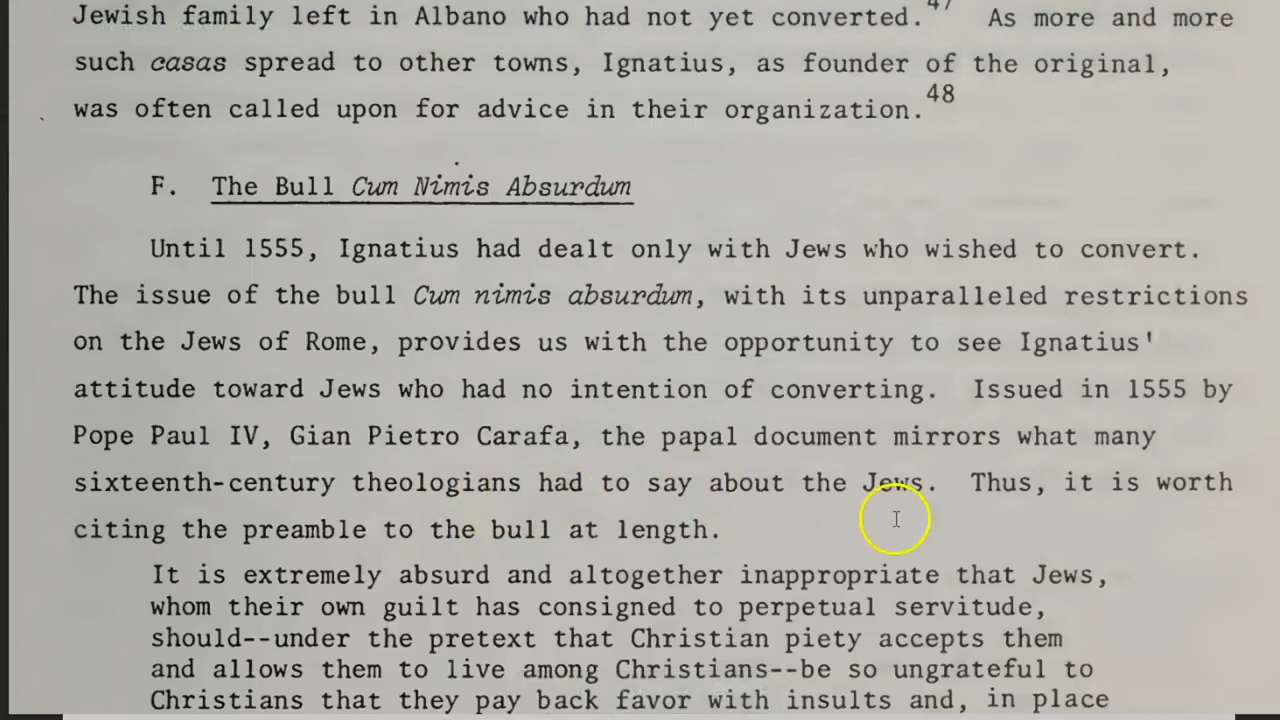 Jewish family left in Albano who had not yet converted.47 As more and more
such casas spread to other towns, Ignatius, as founder of the original,
was often called upon for advice in their organization.48
F. The Bull Cum Nimis Absurdum
Until 1555, Ignatius had dealt only with Jews who wished to convert.
The issue of the bull Cum nimis absurdum, with its unparalleled restrictions
on the Jews of Rome, provides us with the opportunity to see Ignatius'
attitude toward Jews who had no intention of converting. Issued in 1555 by
Pope Paul IV, Gian Pietro Carafa, the papal document mirrors what many
sixteenth-century theologians had to say about the Jews. Thus, it is worth
citing the preamble to the bull at length.
It is extremely absurd and altogether inappropriate that Jews,
whom their own guilt has consigned to perpetual servitude,
should--under the pretext that Christian piety accepts them
and allows them to live among Christians--be so ungrateful to
Christians that they pay back favor with insults and, in place